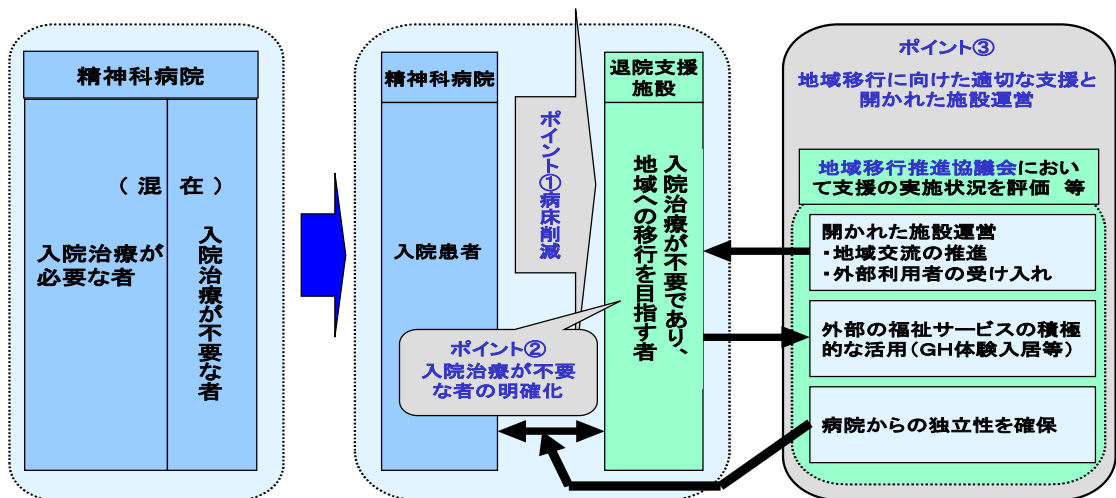 精神科病院
（ 混　在 ）
入院治療が
必要な者
入院治療が不要な者
精神科病院
入院患者
ポイント①病床削減
退院支援
施設
入院治療が不要であり、
地域への移行を目指す者
ポイント②
入院治療が不要
な者の明確化
ポイント③
地域移行に向けた適切な支援と
開かれた施設運営
地域移行推進協議会におい
て支援の実施状況を評価 等
開かれた施設運営
・地域交流の推進
・外部利用者の受け入れ
外部の福祉サービスの積極
的な活用（GH体験入居等）
病院からの独立性を確保